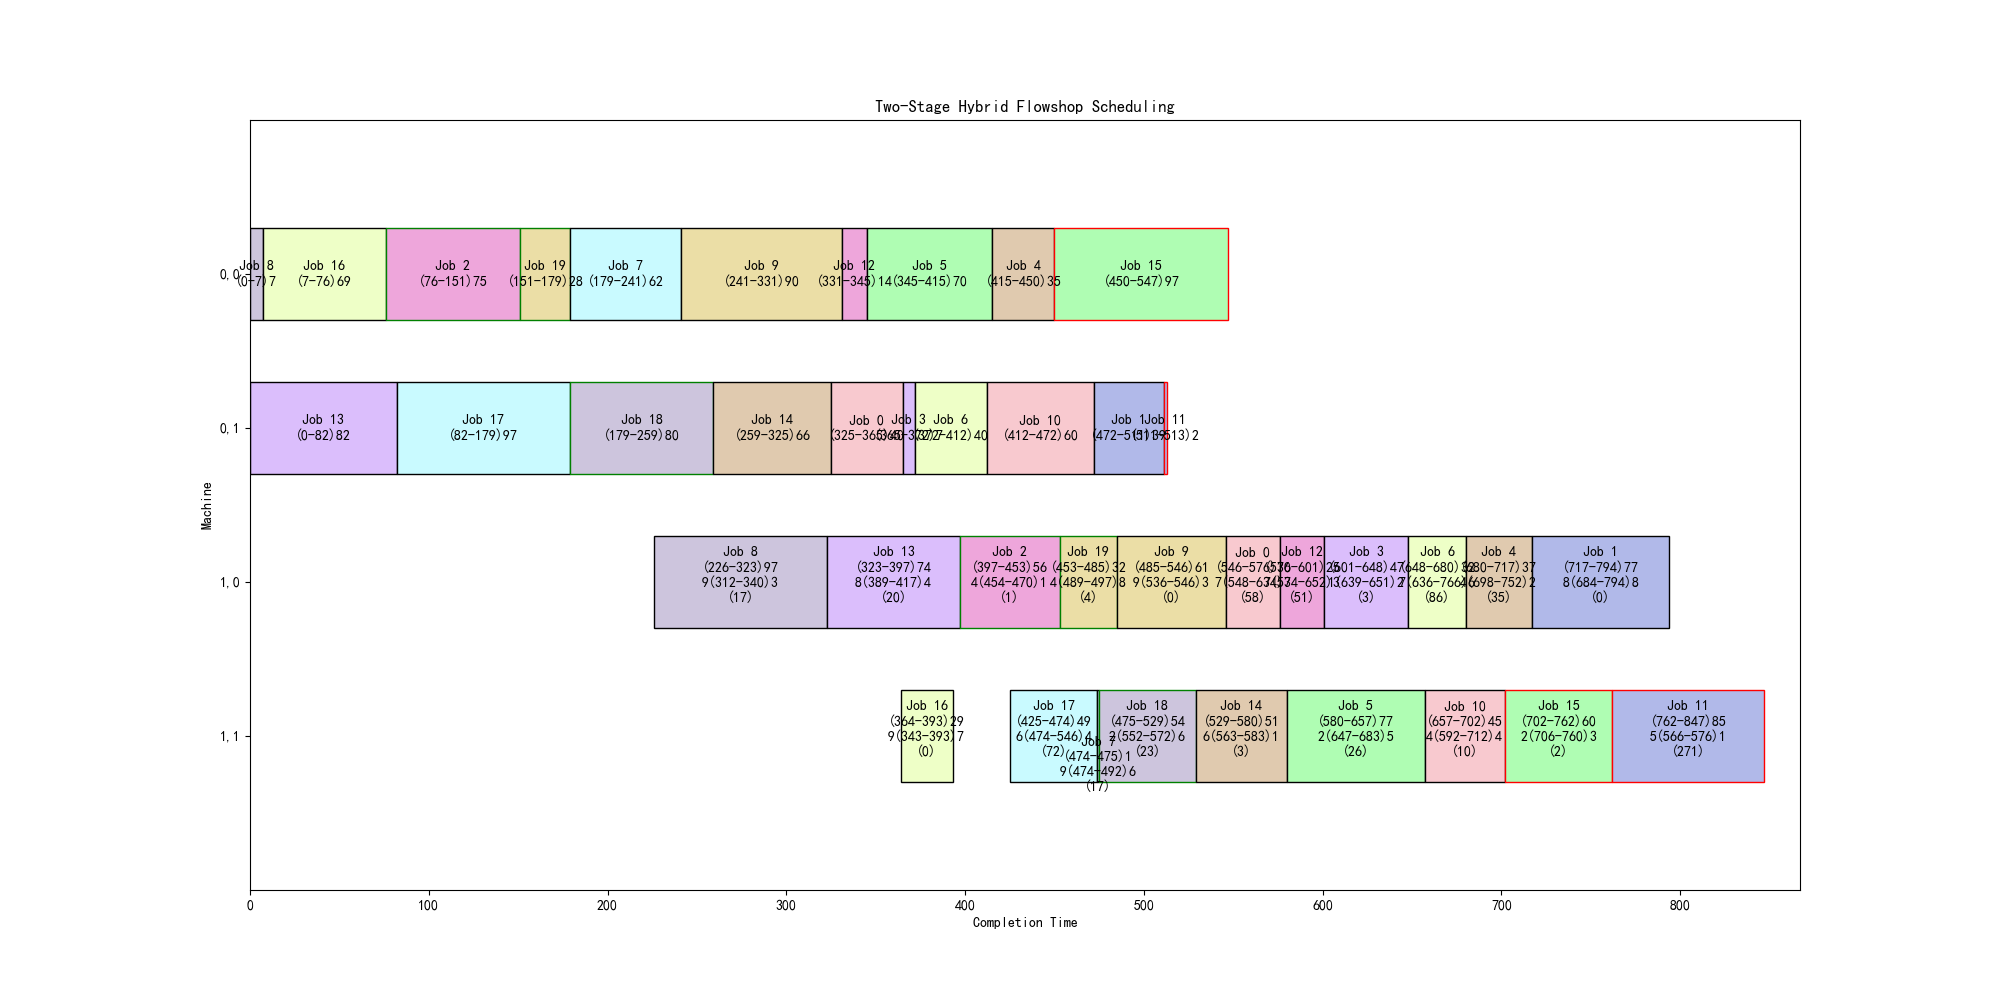 Two-Stage Hybrid Flowshop Scheduling
Machine
0,0
Job 8
(0-7)7
Job 16
(7-76)69
Job 2
(76-151)75
Job 19
(151-179)28
Job 7
(179-241)62
Job 9
(241-331)90
Job 12
(331-345)14
Job 5
(345-415)70
Job 4
(415-450)35
Job 15
(450-547)97
0,1
Job 13
(0-82)82
Job 17
(82-179)97
Job 18
(179-259)80
Job 14
(259-325)66
Job 0
(325-365)40
Job 3
(365-372)7
Job 6
(372-412)40
Job 10
(412-472)60
Job 1
(472-511)39
Job 11
(511-513)2
1,0
Job 8
(226-323)97
9(312-340)3
(17)
Job 13
(323-397)74
8(389-417)4
(20)
Job 2
(397-453)56
4(454-470)1
(1)
Job 19
(453-485)32
4(489-497)8
(4)
Job 9
(485-546)61
9(536-546)3
(0)
Job 0
(546-576)30
(58)
Job 12
(576-601)25
(51)
Job 3
(601-648)47
(639-651)2
(3)
Job 6
(648-680)32
(86)
Job 4
(680-717)37
(698-752)2
(35)
Job 1
(717-794)77
8(684-794)8
(0)
1,1
Job 16
(364-393)29
9(343-393)7
(0)
Job 17
(425-474)49
6(474-546)4
(72)
Job 7
(474-475)1
9(474-492)6
(17)
Job 18
(475-529)54
2(552-572)6
(23)
Job 14
(529-580)51
6(563-583)1
(3)
Job 5
(580-657)77
2(647-683)5
(26)
Job 10
(657-702)45
4(592-712)4
(10)
Job 15
(702-762)60
2(706-760)3
(2)
Job 11
(762-847)85
5(566-576)1
(271)
0
100
200
300
400
500
600
700
800
Completion Time